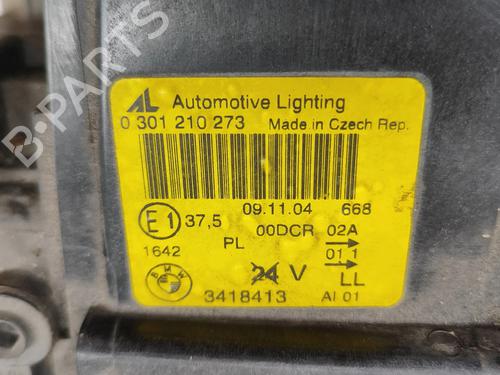 AL Automotive Lighting
0 301 210 273 Made in Czech Rep.
09.11.04 668
E1 37,5 00DCR 02A
1642 PL 01 1
24 V LL
BMW
3418413 AI 01